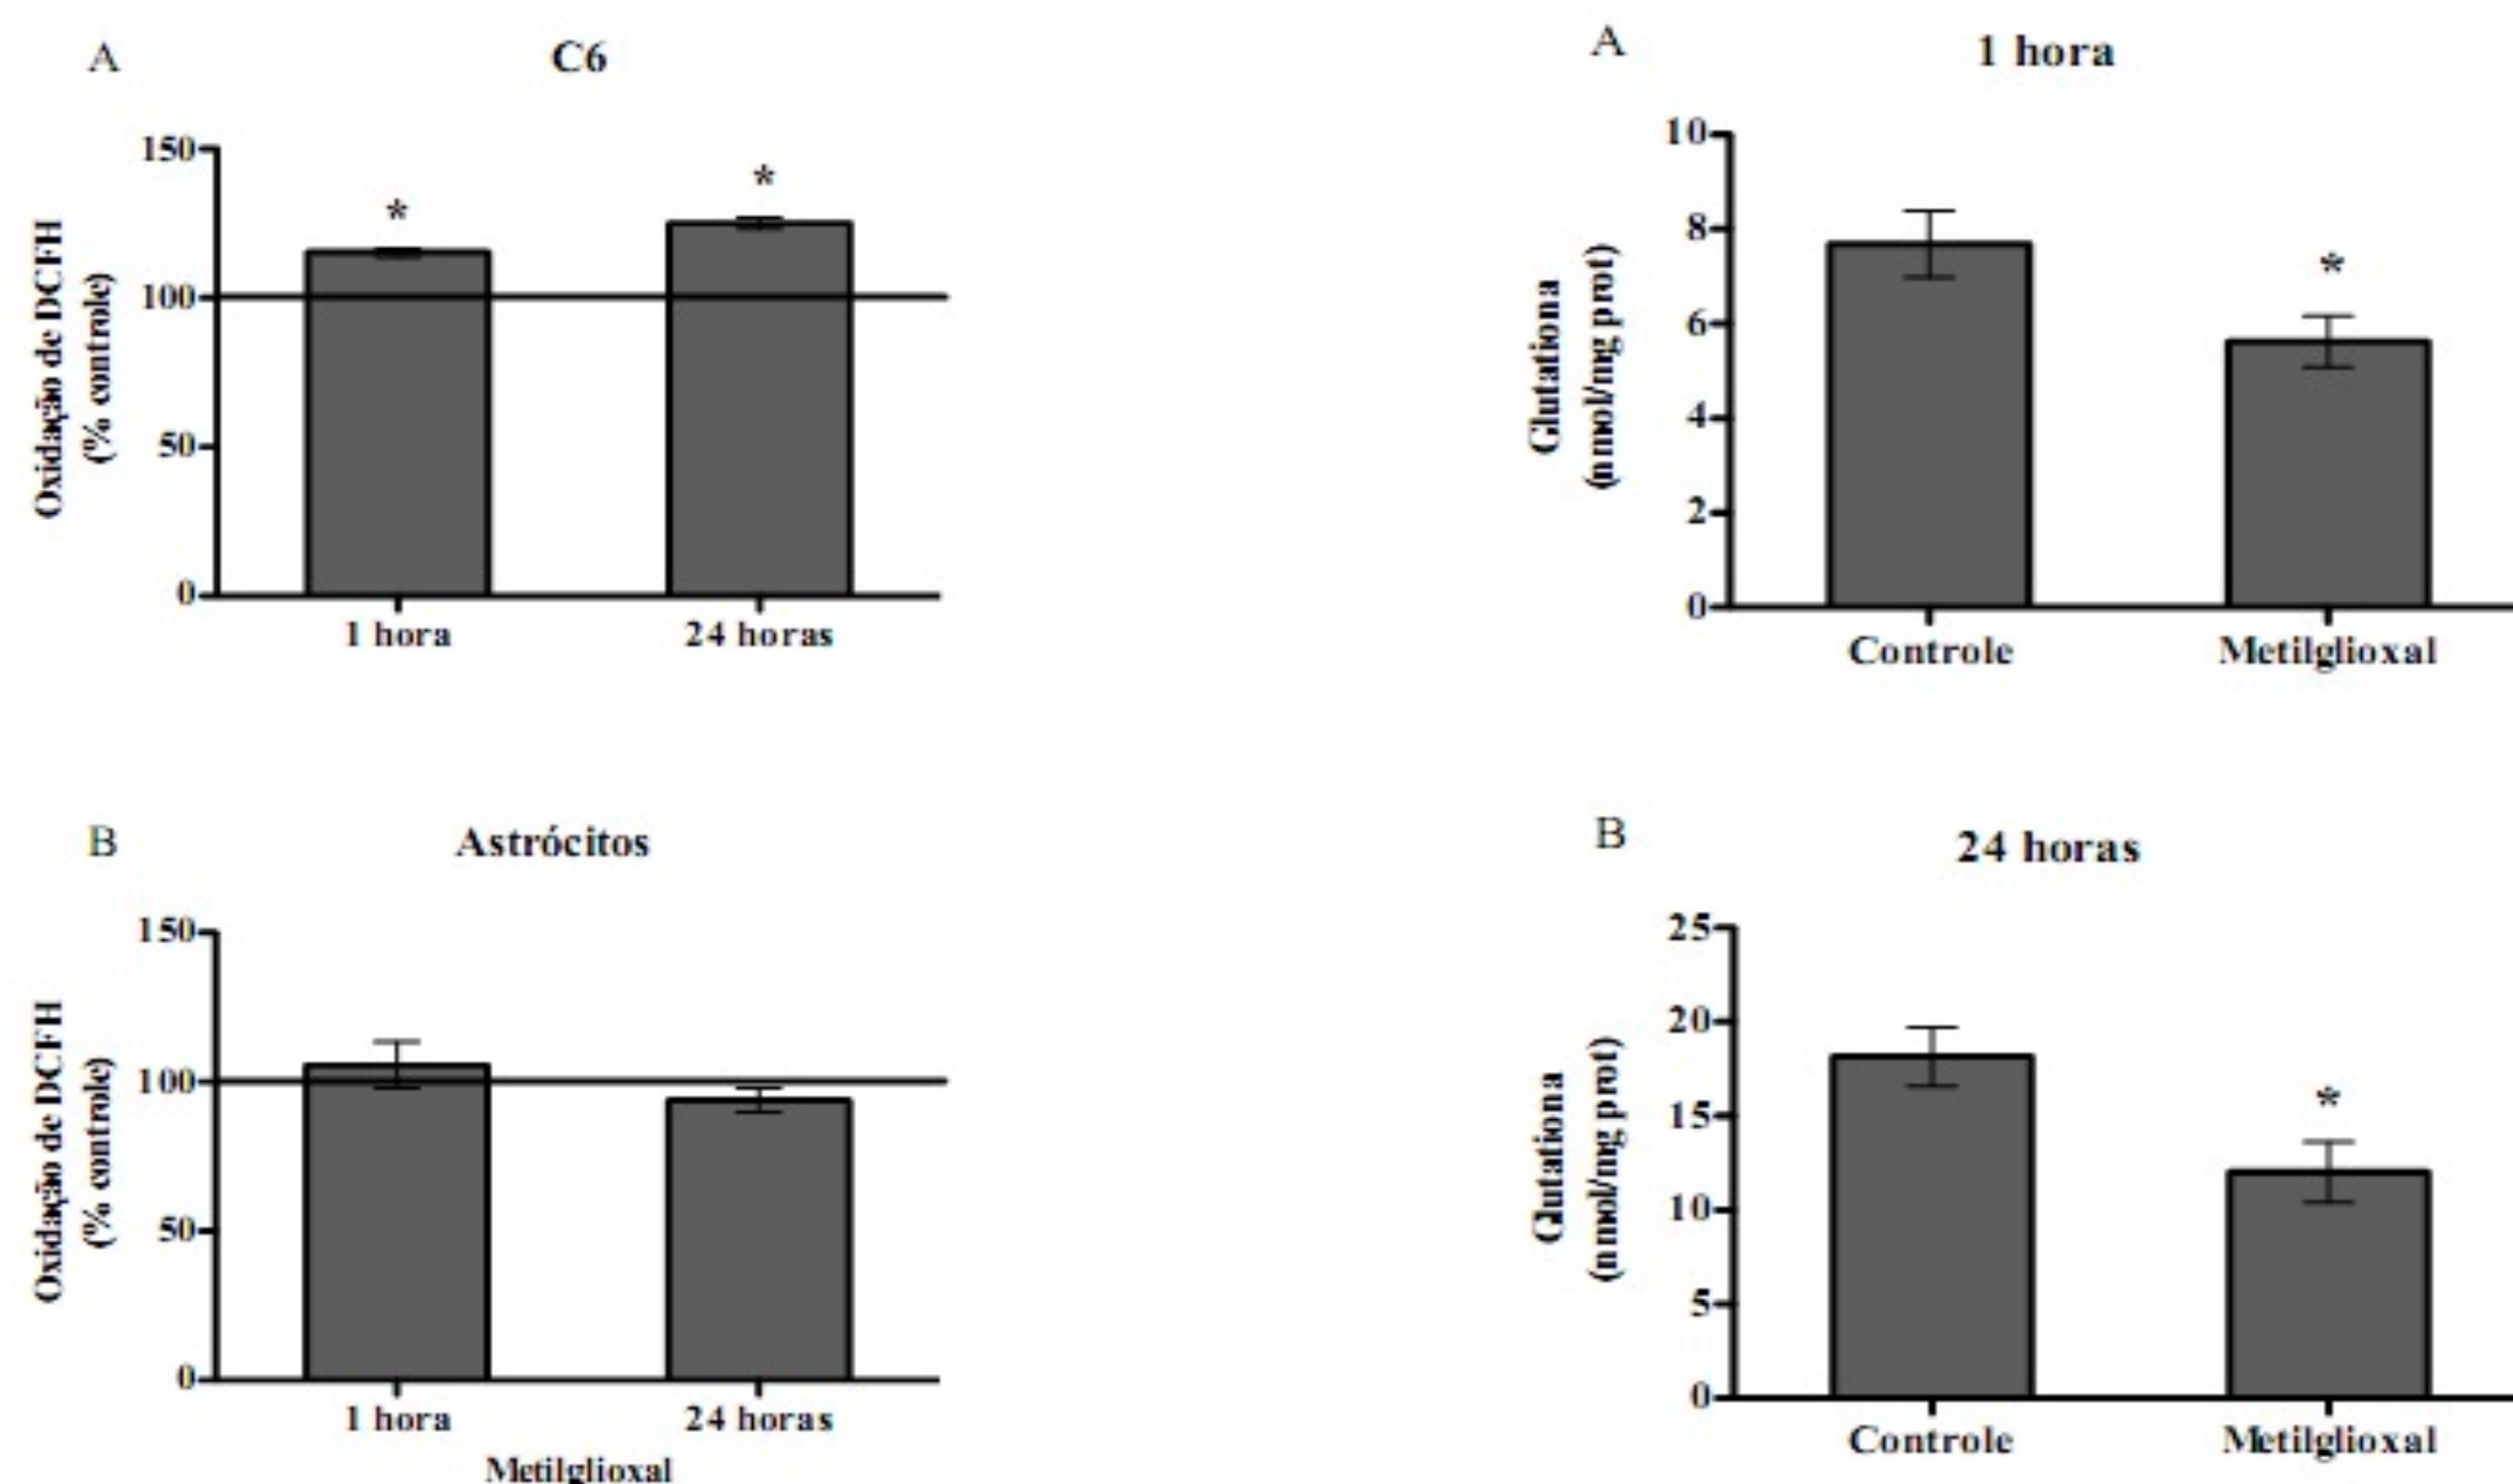 A
C6
150
100
50
0
Oxidação de DCFH
(% controle)
*
*
1 hora
24 horas
B
Astrócitos
150
100
50
0
Oxidação de DCFH
(% controle)
1 hora
24 horas
Metilglioxal
A
1 hora
10
8
6
4
2
0
Glutationa
(nmol/mg prot)
*
Controle
Metilglioxal
B
24 horas
25
20
15
10
5
0
Glutationa
(nmol/mg prot)
*
Controle
Metilglioxal